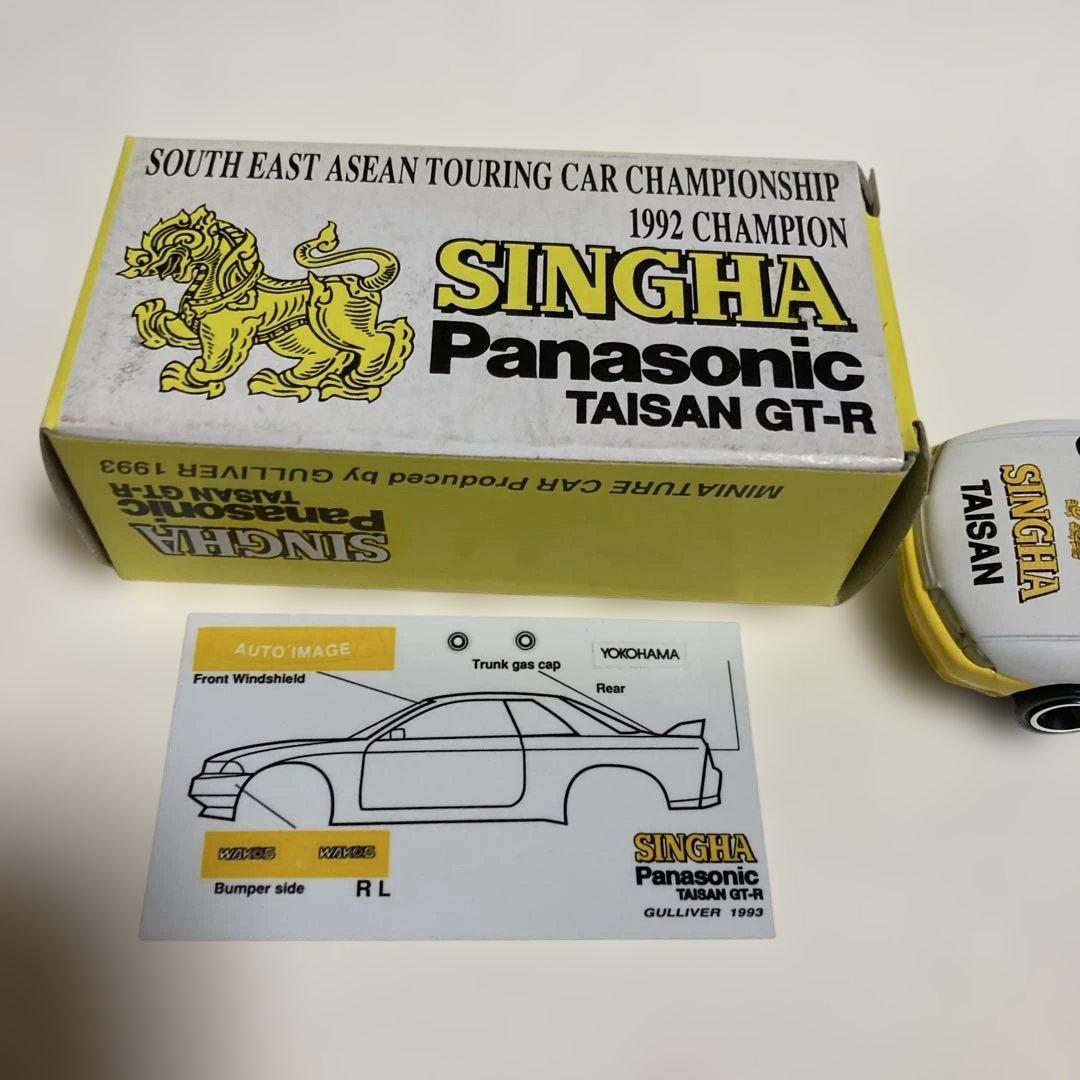 SOUTH EAST ASEAN TOURING CAR CHAMPIONSHIP
1992 CHAMPION
SINGHA
Panasonic
TAISAN GT-R
MINIATURE CAR Produced by GULLIVER 1993
SINGHA
Panasonic
TAISAN GT-R
SINGHA
TAISAN
AUTO IMAGE
Front Windshield
Trunk gas cap
YOKOHAMA
Rear
WAKO'S WAKO'S
Bumper side R L
SINGHA
Panasonic
TAISAN GT-R
GULLIVER 1993